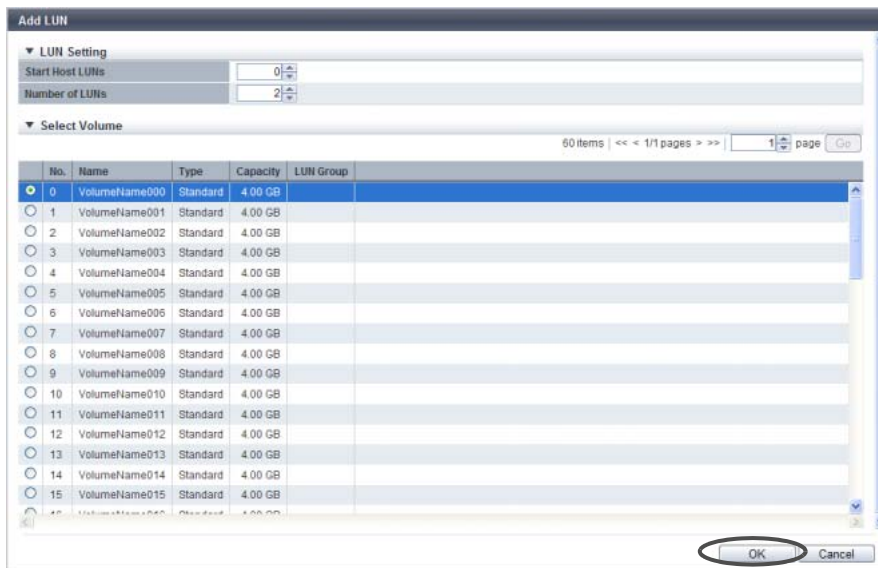 Add LUN
▼ LUN Setting
Start Host LUNs 0
Number of LUNs 2
▼ Select Volume
60 items | << < 1/1 pages > >> | 1 page Go
No. Name Type Capacity LUN Group
0 VolumeName000 Standard 4.00 GB
1 VolumeName001 Standard 4.00 GB
2 VolumeName002 Standard 4.00 GB
3 VolumeName003 Standard 4.00 GB
4 VolumeName004 Standard 4.00 GB
5 VolumeName005 Standard 4.00 GB
6 VolumeName006 Standard 4.00 GB
7 VolumeName007 Standard 4.00 GB
8 VolumeName008 Standard 4.00 GB
9 VolumeName009 Standard 4.00 GB
10 VolumeName010 Standard 4.00 GB
11 VolumeName011 Standard 4.00 GB
12 VolumeName012 Standard 4.00 GB
13 VolumeName013 Standard 4.00 GB
14 VolumeName014 Standard 4.00 GB
15 VolumeName015 Standard 4.00 GB
OK Cancel